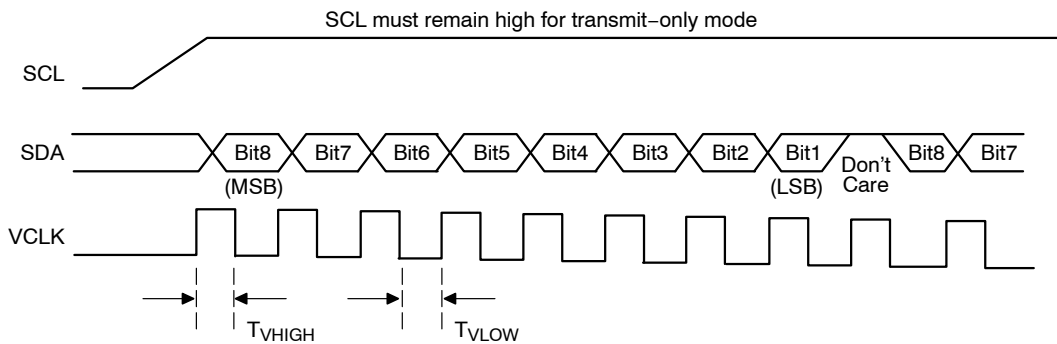 SCL must remain high for transmit–only mode
SCL
SDA
Bit8 Bit7 Bit6 Bit5 Bit4 Bit3 Bit2 Bit1 Don't Care Bit8 Bit7
(MSB) (LSB)
VCLK
TVHIGH TVLOW